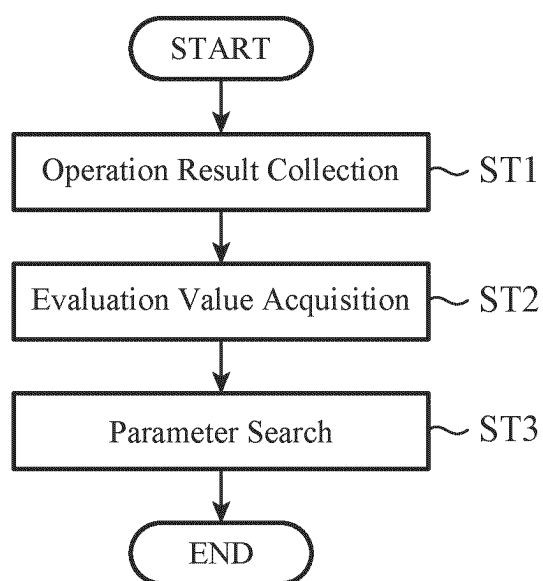 START
Operation Result Collection ST1
Evaluation Value Acquisition ST2
Parameter Search ST3
END